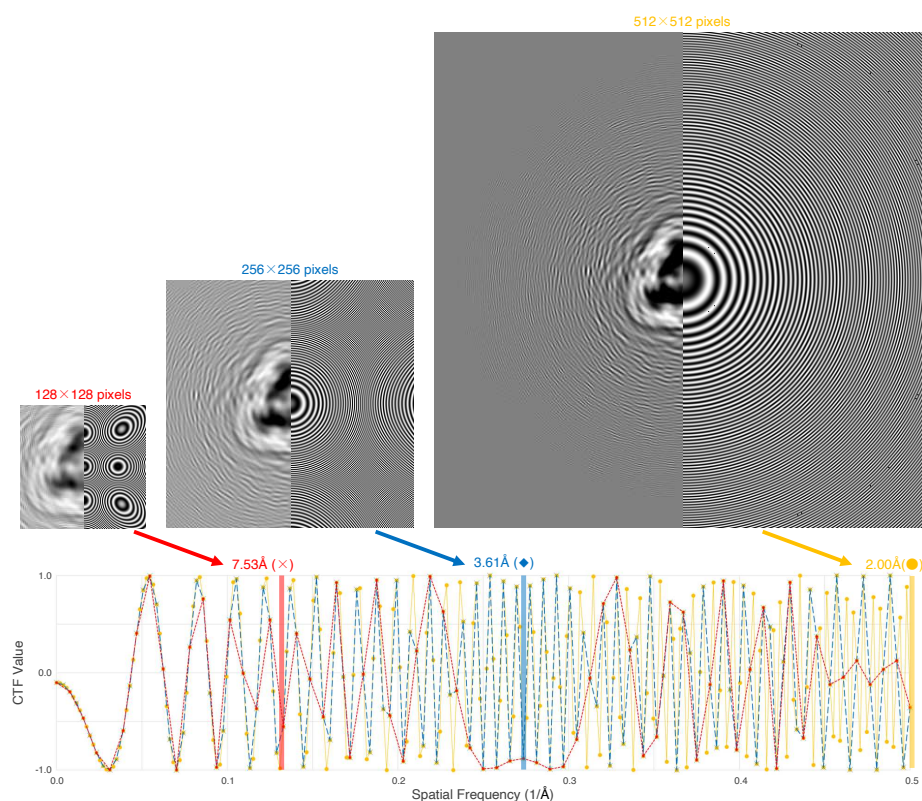 512×512 pixels
256×256 pixels
128×128 pixels
7.53Å (×)
3.61Å (◆)
2.00Å(●)
1.0
0.0
-1.0
CTF Value
0.0
0.1
0.2
0.3
0.4
0.5
Spatial Frequency (1/Å)